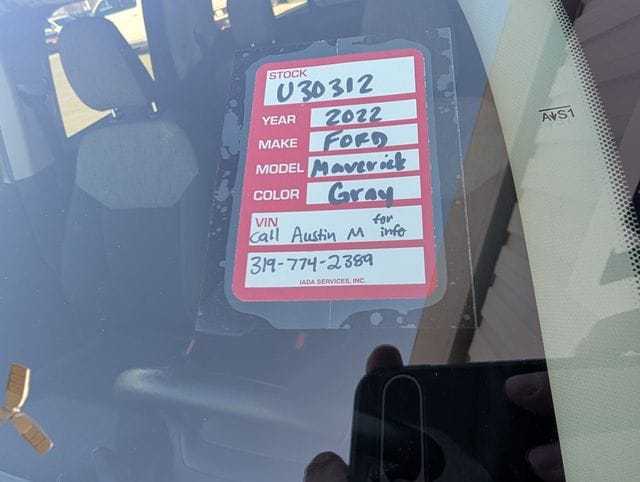 STOCK
U30312
YEAR 2022
MAKE FORD
MODEL Maverick
COLOR Gray
VIN
Call Austin M for info
319-774-2389
IADA SERVICES, INC.
AS1